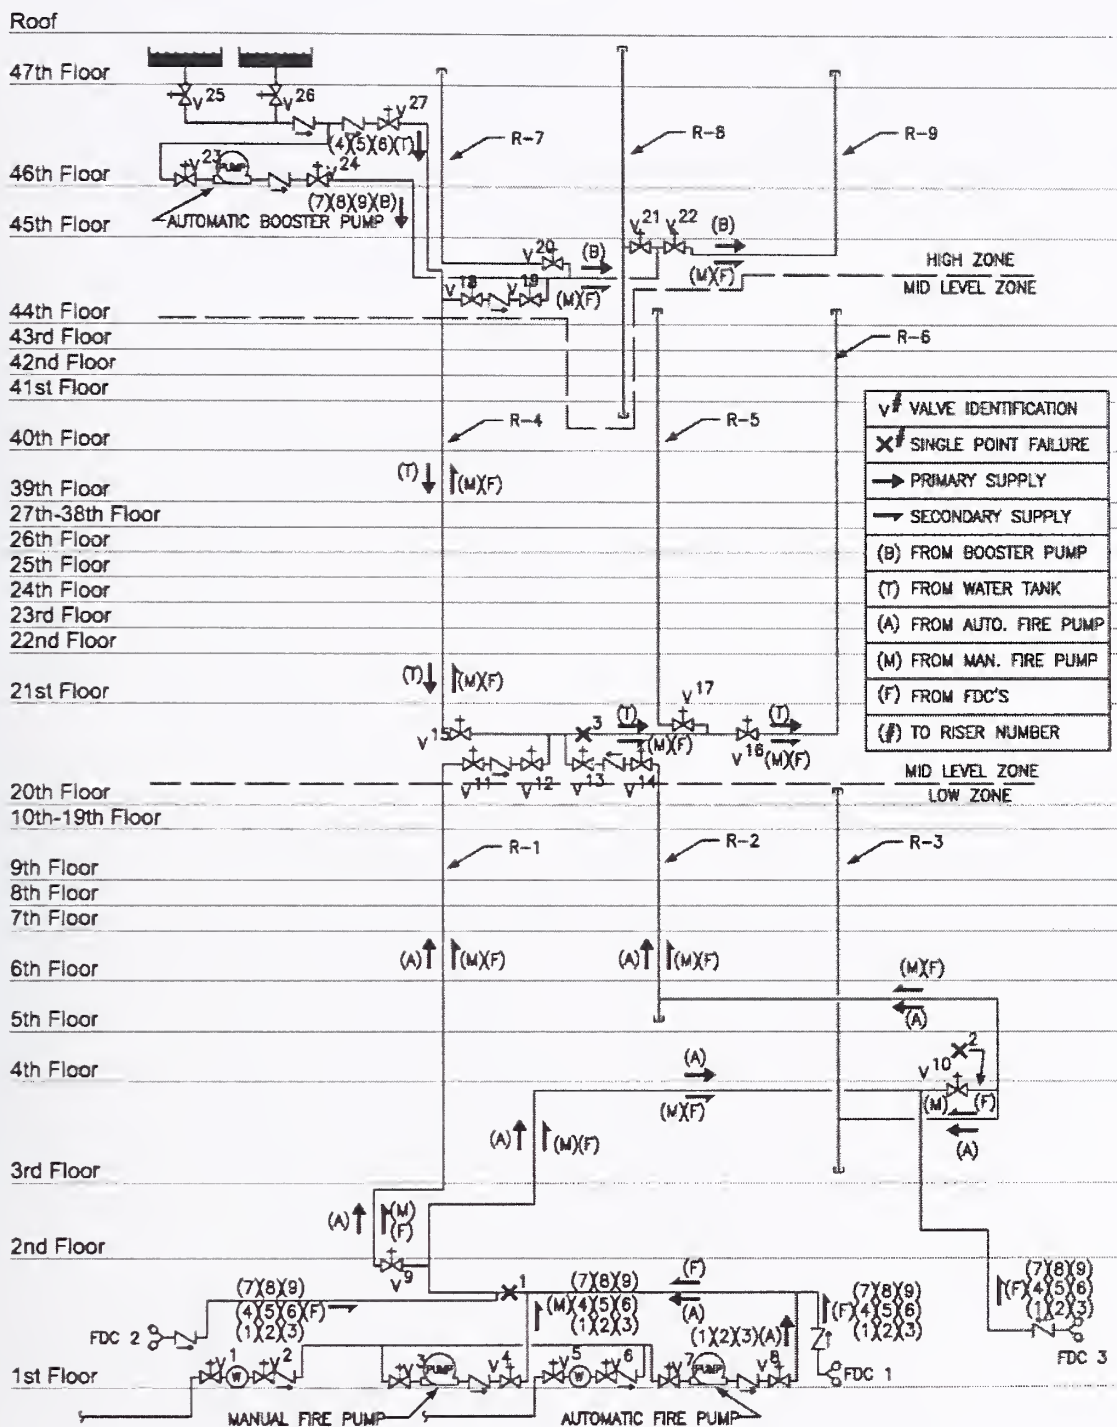 Roof
47th Floor
V25
V26
V27
(4)(5)(6)(T)
R-7
R-8
R-9
V23
PUMP
V24
46th Floor
(7)(8)(9)(B)
AUTOMATIC BOOSTER PUMP
45th Floor
V20
(B)
V21
V22
(B)
HIGH ZONE
MID LEVEL ZONE
V18
V19
(M)(F)
(M)(F)
44th Floor
43rd Floor
42nd Floor
41st Floor
R-6
R-4
R-5
40th Floor
39th Floor
(T)
(M)(F)
27th-38th Floor
26th Floor
25th Floor
24th Floor
23rd Floor
22nd Floor
V# VALVE IDENTIFICATION
X# SINGLE POINT FAILURE
PRIMARY SUPPLY
SECONDARY SUPPLY
(B) FROM BOOSTER PUMP
(T) FROM WATER TANK
(A) FROM AUTO. FIRE PUMP
(M) FROM MAN. FIRE PUMP
(F) FROM FDC'S
(#) TO RISER NUMBER
21st Floor
(T)
(M)(F)
V17
V15
3
(T)
(M)(F)
(T)
V16
(M)(F)
V11
V12
V13
V14
MID LEVEL ZONE
LOW ZONE
20th Floor
10th-19th Floor
R-1
R-2
R-3
9th Floor
8th Floor
7th Floor
6th Floor
(A)
(M)(F)
(A)
(M)(F)
(M)(F)
(A)
5th Floor
4th Floor
2
V10
(A)
(M)(F)
(M)
(F)
(A)
(A)
(M)(F)
3rd Floor
(A)
(M)
(F)
2nd Floor
V9
1
(7)(8)(9)
(4)(5)(6)(F)
(1)(2)(3)
(7)(8)(9)
(M)(4)(5)(6)
(1)(2)(3)
(F)
(A)
(1)(2)(3)(A)
(7)(8)(9)
(F)(4)(5)(6)
(1)(2)(3)
(7)(8)(9)
(F)(4)(5)(6)
(1)(2)(3)
FDC 2
FDC 1
FDC 3
1st Floor
V1
W
V2
V3
PUMP
V4
V5
W
V6
V7
PUMP
V8
MANUAL FIRE PUMP
AUTOMATIC FIRE PUMP